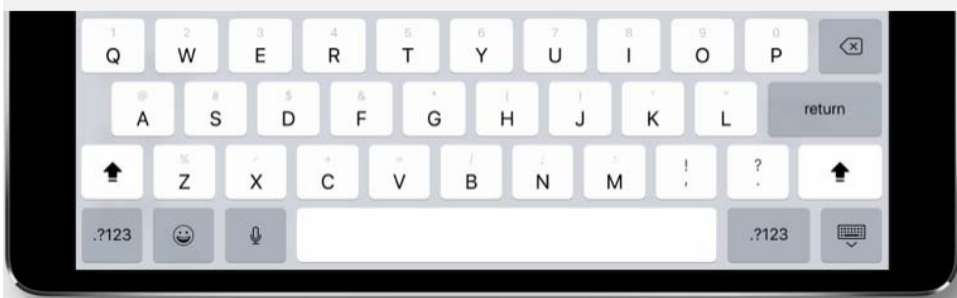 1 2 3 4 5 6 7 8 9 0
Q W E R T Y U I O P
@ # $ & * ( ) ' "
A S D F G H J K L return
% - + = / ; : ! ?
Z X C V B N M , .
.?123 .?123